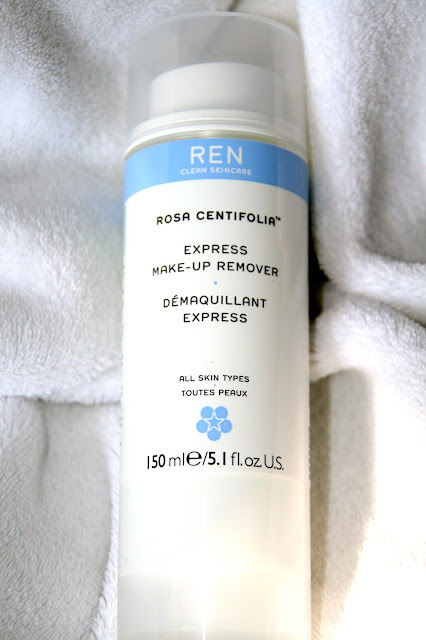 REN
CLEAN SKINCARE
ROSA CENTIFOLIA™
EXPRESS
MAKE-UP REMOVER
DÉMAQUILLANT
EXPRESS
ALL SKIN TYPES
TOUTES PEAUX
150 ml℮/5.1 fl.oz.U.S.